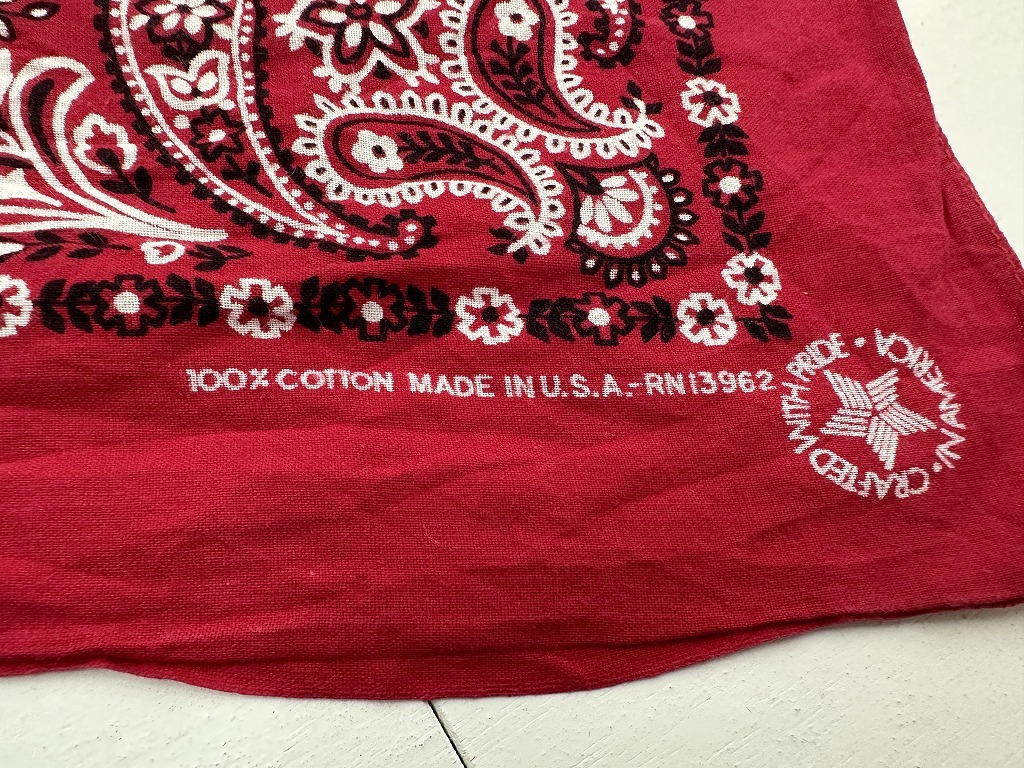 100% COTTON MADE IN U.S.A.-RN13962
CRAFTED WITH PRIDE • IN AMERICA •